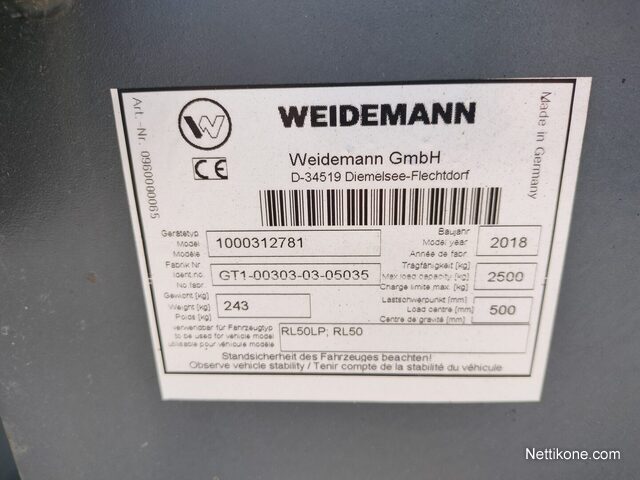 W
WEIDEMANN
CE
Weidemann GmbH
D-34519 Diemelsee-Flechtdorf
Art.-Nr. 0960000065
Made in Germany
Gerätetyp
Model
Modèle
1000312781
Baujahr
Model year
Année de fabr.
2018
Fabrik Nr.
Ident.no.
No.fabr.
GT1-00303-03-05035
Tragfähigkeit [kg]
Max load capacity [kg]
Charge limite max. [kg]
2500
Gewicht [kg]
Weight [kg]
Poids [kg]
243
Lastschwerpunkt [mm]
Load centre [mm]
Centre de gravité [mm]
500
verwendbar für Fahrzeugtyp
to be used for vehicle model
utilisable pour véhicule modèle
RL50LP; RL50
Standsicherheit des Fahrzeuges beachten!
Observe vehicle stability / Tenir compte de la stabilité du véhicule
Nettikone.com